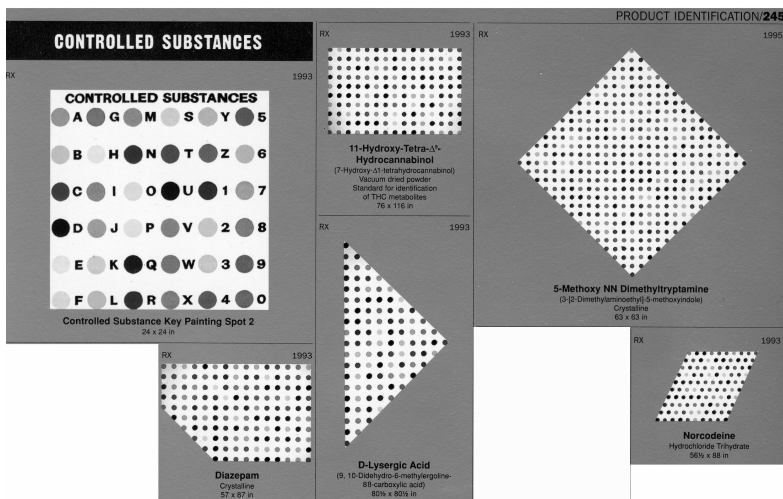 PRODUCT IDENTIFICATION/245
CONTROLLED SUBSTANCES
RX 1993
CONTROLLED SUBSTANCES
A G M S Y 5
B H N T Z 6
C I O U 1 7
D J P V 2 8
E K Q W 3 9
F L R X 4 0
Controlled Substance Key Painting Spot 2
24 x 24 in
RX 1993
11-Hydroxy-Tetra-Δ⁹-
Hydrocannabinol
(7-Hydroxy-Δ1-tetrahydrocannabinol)
Vacuum dried powder
Standard for identification
of THC metabolites
76 x 116 in
RX 1995
5-Methoxy NN Dimethyltryptamine
(3-[2-Dimethylaminoethyl]-5-methoxyindole)
Crystalline
63 x 63 in
RX 1993
Diazepam
Crystalline
57 x 87 in
RX 1993
D-Lysergic Acid
(9, 10-Didehydro-6-methylergoline-
8B-carboxylic acid)
80½ x 80½ in
RX 1993
Norcodeine
Hydrochloride Trihydrate
56½ x 88 in